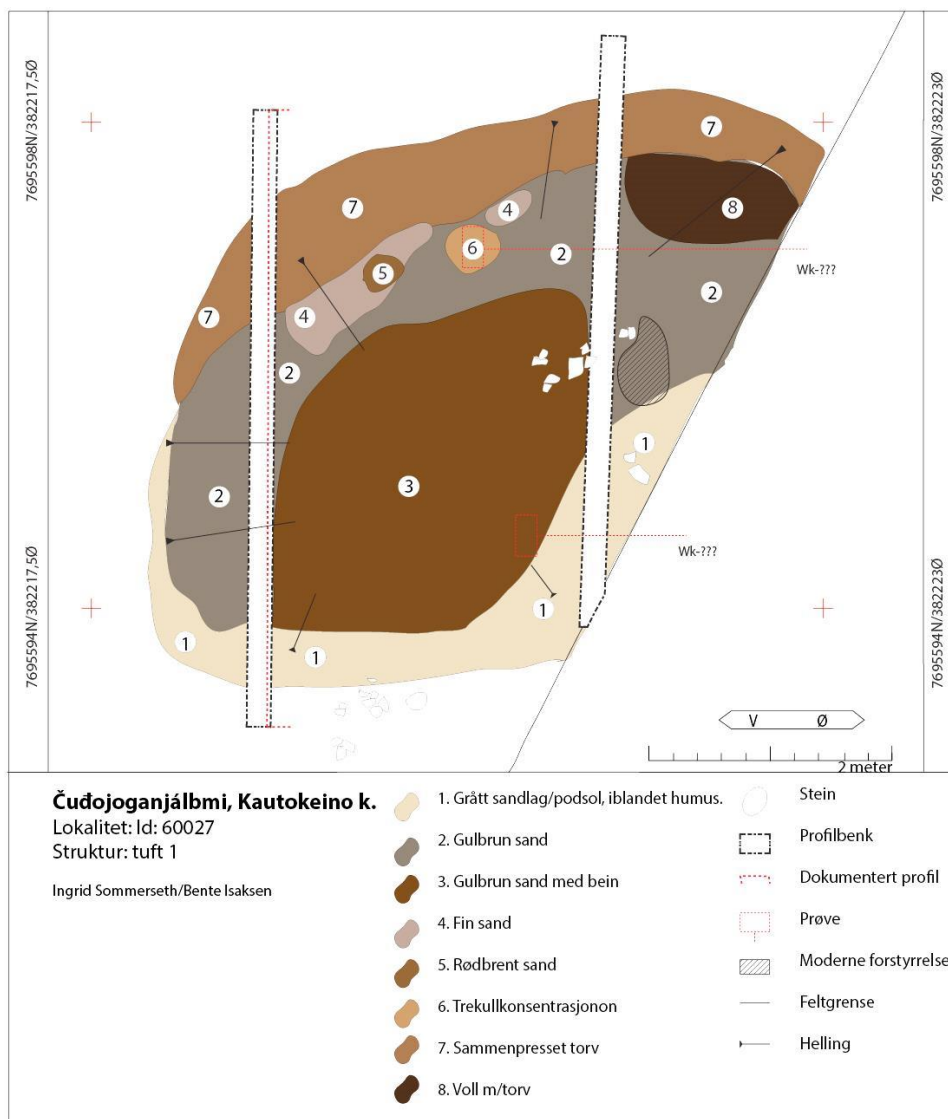 7695598N/382217,5Ø
7695598N/382223Ø
7
7
8
4
6
2
5
Wk-???
4
2
7
2
1
3
2
Wk-???
1
7695594N/382217,5Ø
7695594N/382223Ø
1
1
V Ø
2 meter
Čuđojoganjálbmi, Kautokeino k.
Lokalitet: Id: 60027
Struktur: tuft 1
Ingrid Sommerseth/Bente Isaksen
1. Grått sandlag/podsol, iblandet humus.
2. Gulbrun sand
3. Gulbrun sand med bein
4. Fin sand
5. Rødbrent sand
6. Trekullkonsentrasjonon
7. Sammenpresset torv
8. Voll m/torv
Stein
Profilbenk
Dokumentert profil
Prøve
Moderne forstyrrelse
Feltgrense
Helling